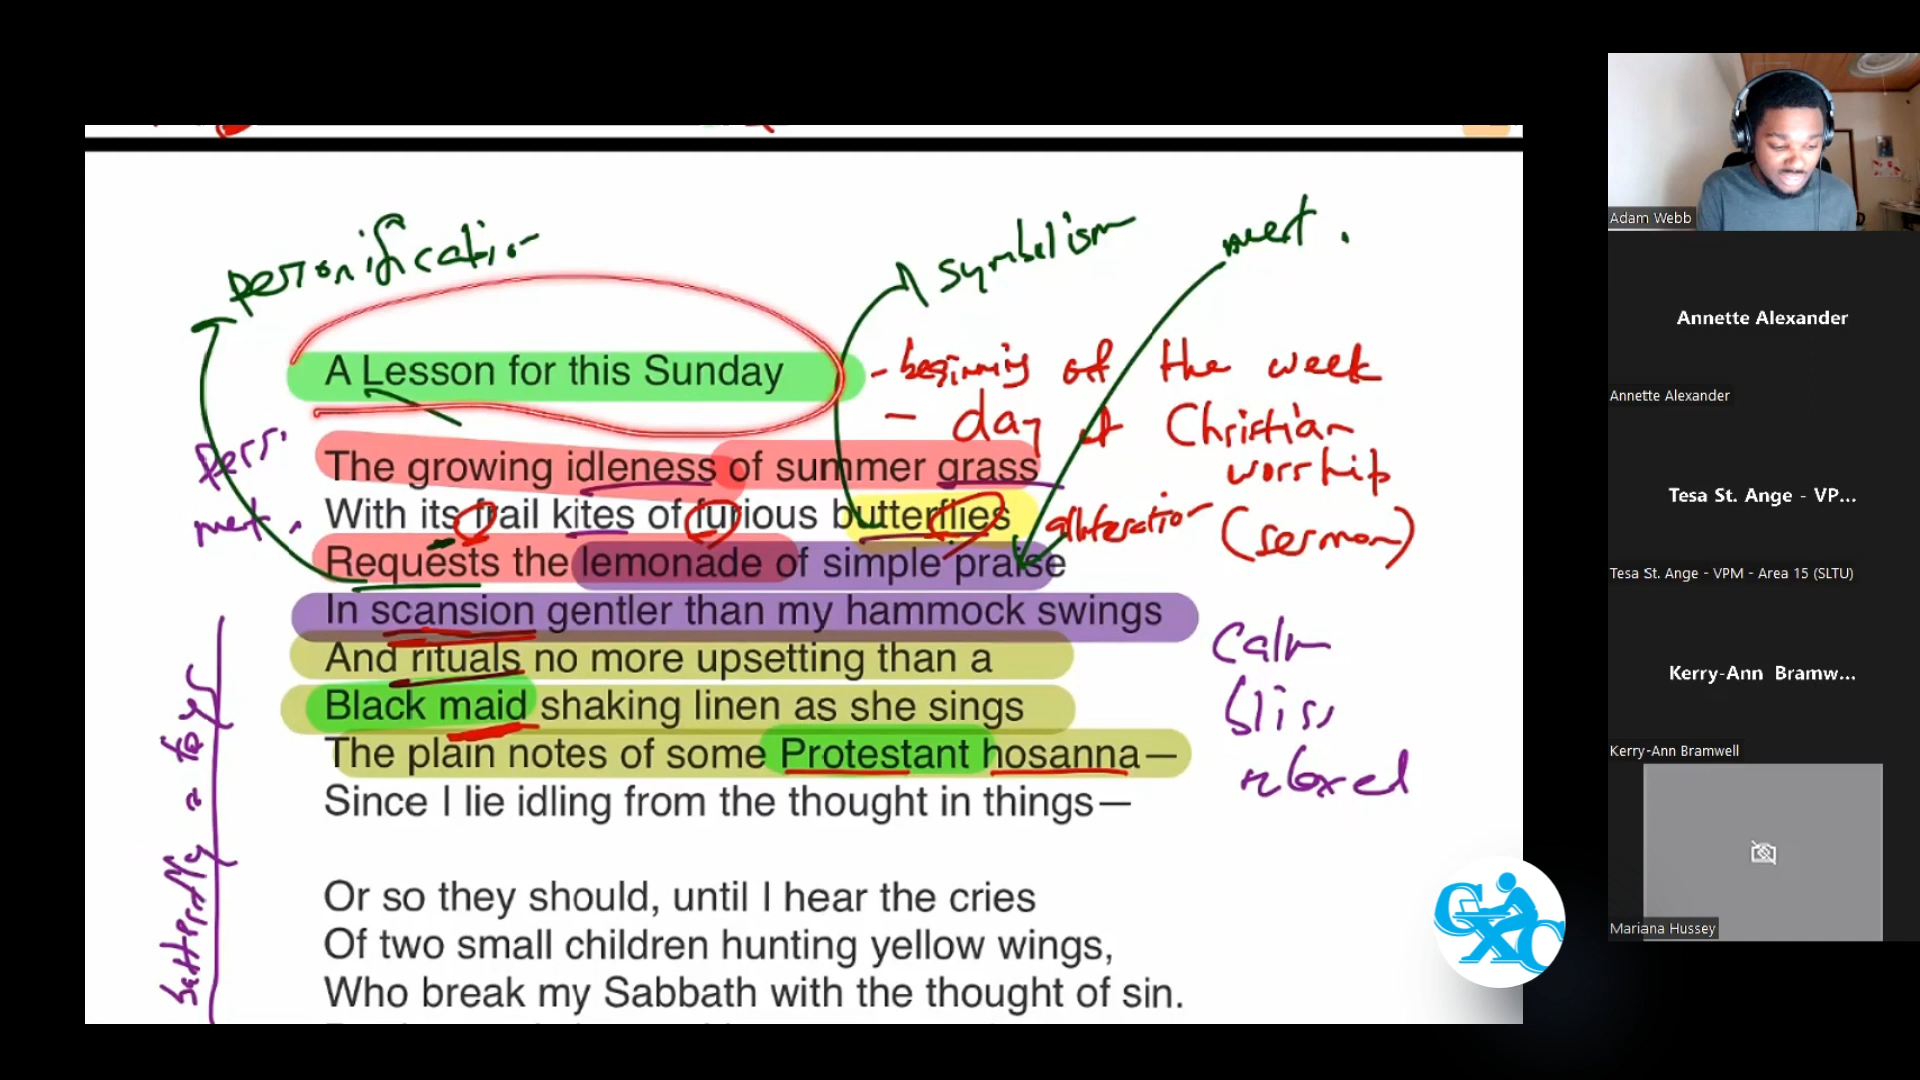 personification
symbolism
met.
A Lesson for this Sunday
- beginning of the week
- day of Christian
worship
(sermon)
pers.
met.
The growing idleness of summer grass
With its frail kites of furious butterflies
alliteration
Requests the lemonade of simple praise
In scansion gentler than my hammock swings
And rituals no more upsetting than a
Black maid shaking linen as she sings
The plain notes of some Protestant hosanna—
Since I lie idling from the thought in things—
calm
bliss
relaxed
butterfly a toy
Or so they should, until I hear the cries
Of two small children hunting yellow wings,
Who break my Sabbath with the thought of sin.
CXC
Adam Webb
Annette Alexander
Annette Alexander
Tesa St. Ange - VP...
Tesa St. Ange - VPM - Area 15 (SLTU)
Kerry-Ann Bramw...
Kerry-Ann Bramwell
Mariana Hussey